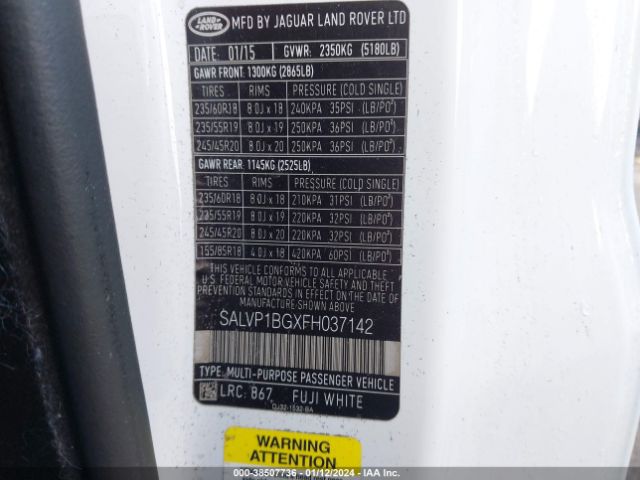 LAND ROVER
MFD BY JAGUAR LAND ROVER LTD
DATE: 01/15 GVWR: 2350KG (5180LB)
GAWR FRONT 1300KG (2865LB)
TIRES RIMS PRESSURE (COLD SINGLE)
235/60R18 8.0J x 18 240KPA 35PSI (LB/PO²)
235/55R19 8.0J x 19 250KPA 36PSI (LB/PO²)
245/45R20 8.0J x 20 250KPA 36PSI (LB/PO²)
GAWR REAR 1145KG (2525LB)
TIRES RIMS PRESSURE (COLD SINGLE)
235/60R18 8.0J x 18 210KPA 31PSI (LB/PO²)
235/55R19 8.0J x 19 220KPA 32PSI (LB/PO²)
245/45R20 8.0J x 20 220KPA 32PSI (LB/PO²)
155/85R18 4.0J x 18 420KPA 60PSI (LB/PO²)
THIS VEHICLE CONFORMS TO ALL APPLICABLE
U.S. FEDERAL MOTOR VEHICLE SAFETY, BUMPER,
AND THEFT PREVENTION STANDARDS IN EFFECT ON THE
DATE OF MANUFACTURE SHOWN ABOVE
SALVP1BGXFH037142
TYPE: MULTI-PURPOSE PASSENGER VEHICLE
LRC: 867 FUJI WHITE
WARNING
ATTENTION
000-38507736 - 01/12/2024 - IAA Inc.